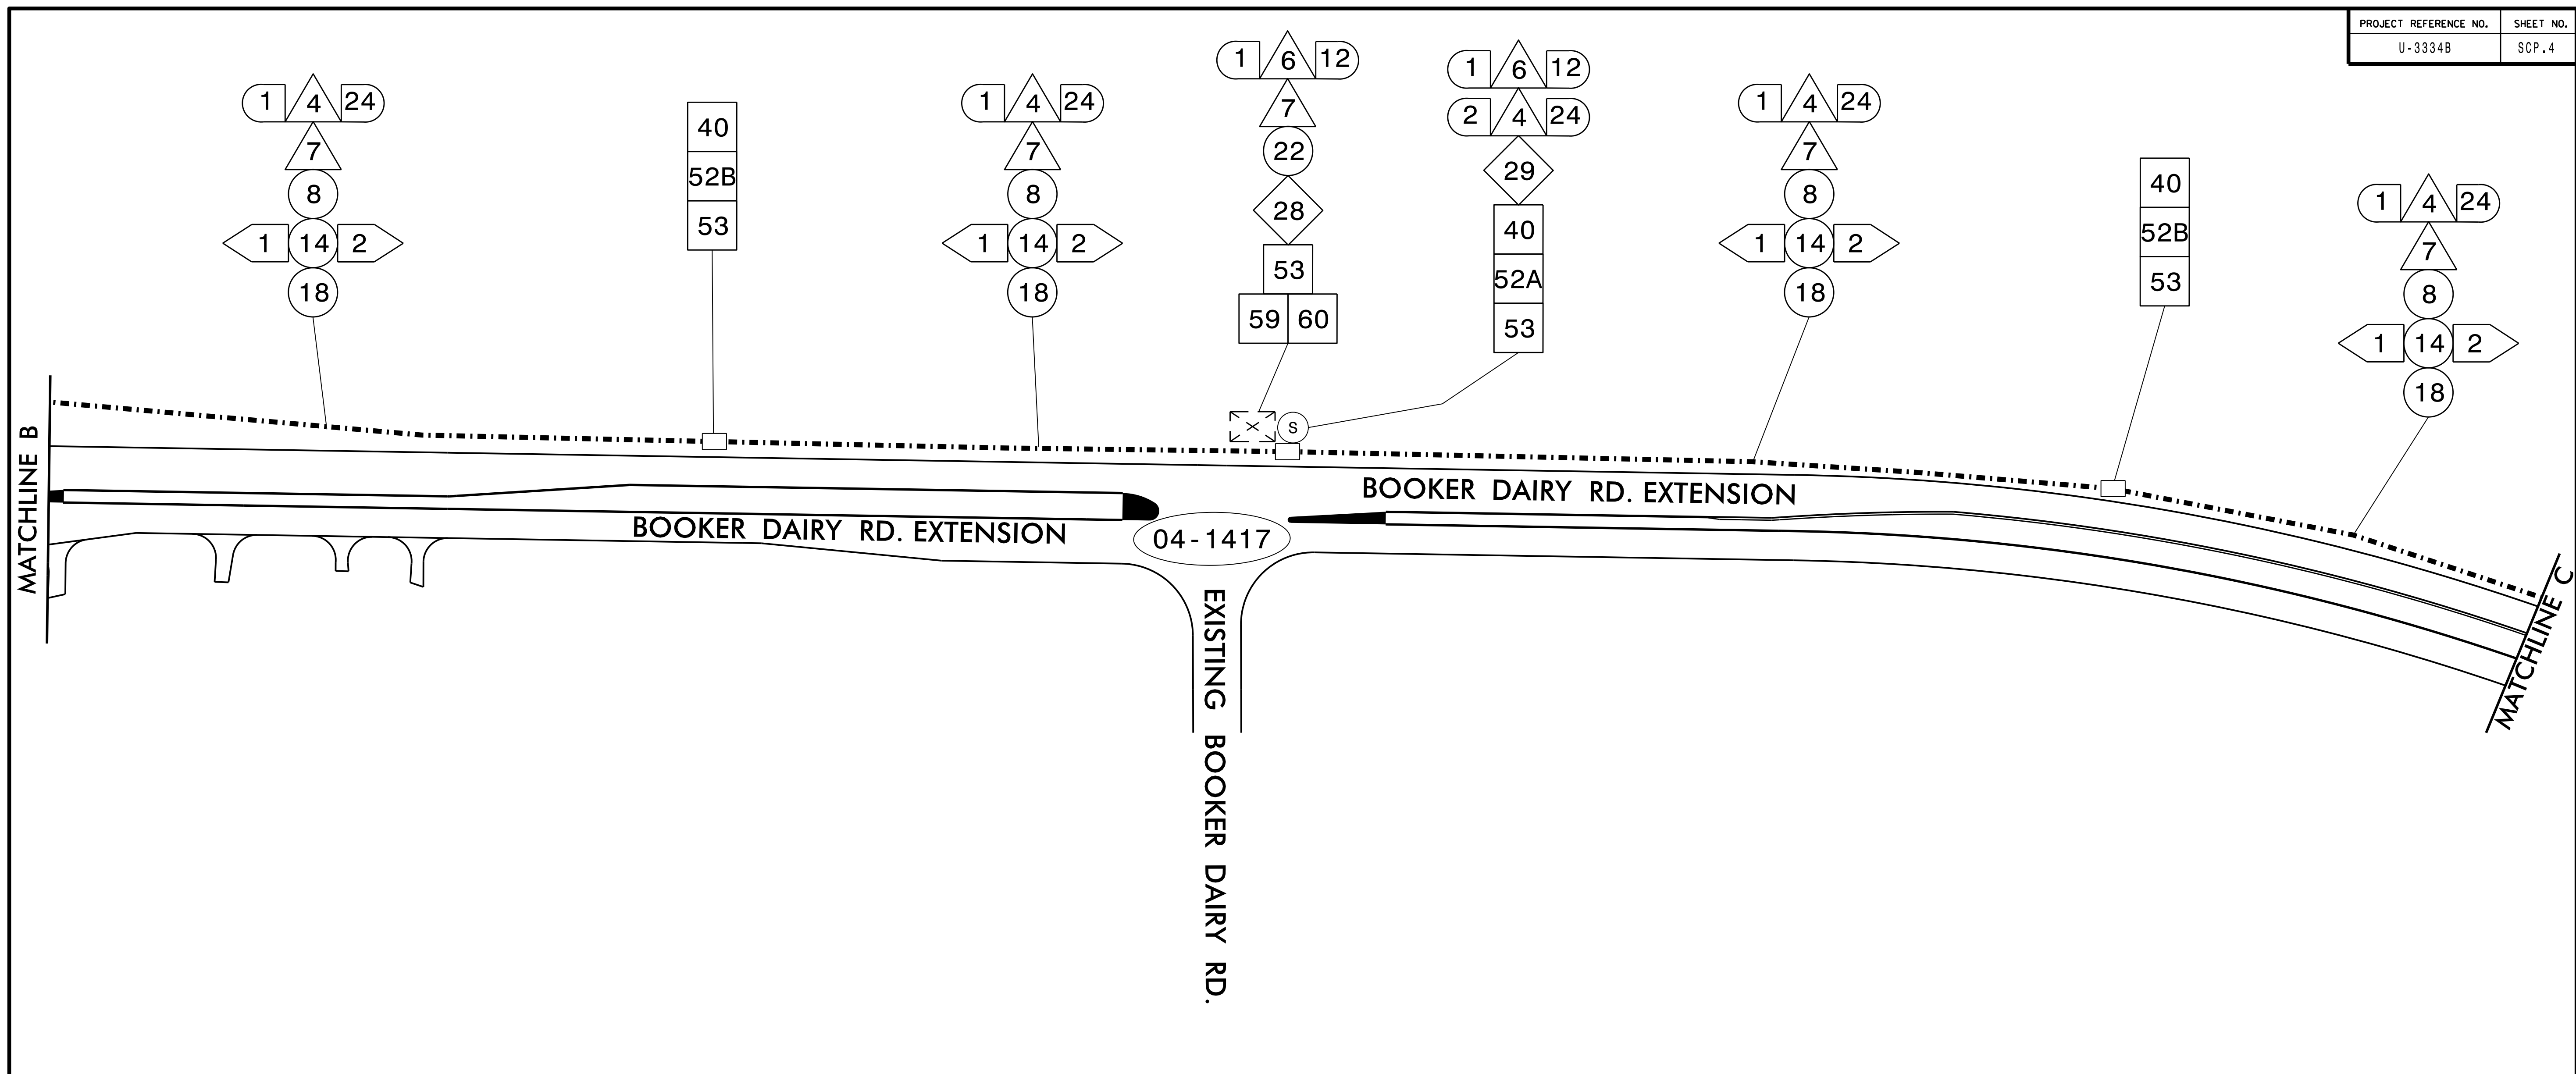 PROJECT REFERENCE NO. SHEET NO.
U-3334B SCP.4
1 4 24
7
8
1 14 2
18
40
52B
53
1 4 24
7
8
1 14 2
18
1 6 12
7
22
28
53
59 60
1 6 12
2 4 24
29
40
52A
53
1 4 24
7
8
1 14 2
18
40
52B
53
1 4 24
7
8
1 14 2
18
S
MATCHLINE B
BOOKER DAIRY RD. EXTENSION
BOOKER DAIRY RD. EXTENSION
04-1417
EXISTING BOOKER DAIRY RD.
MATCHLINE C